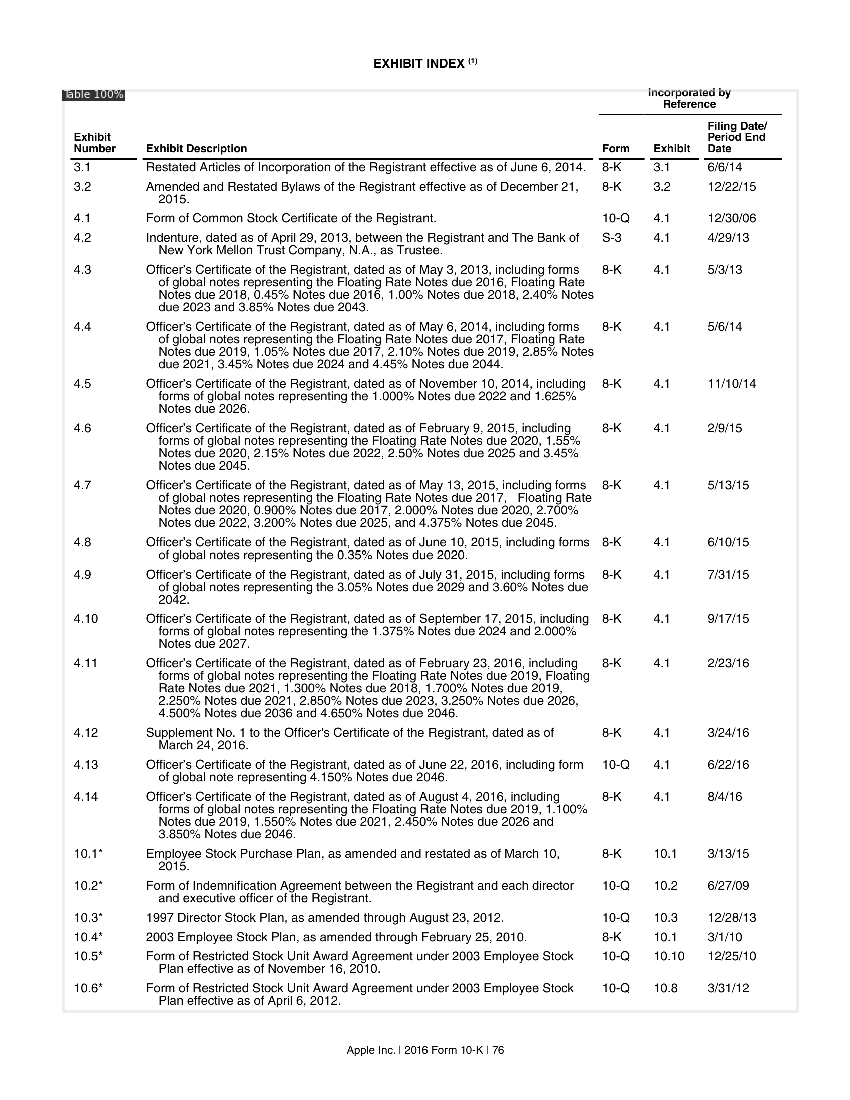 EXHIBIT INDEX (1)
Table 100%
Incorporated by
Reference
Exhibit Number Exhibit Description Form Exhibit Filing Date/ Period End Date
3.1 Restated Articles of Incorporation of the Registrant effective as of June 6, 2014. 8-K 3.1 6/6/14
3.2 Amended and Restated Bylaws of the Registrant effective as of December 21, 8-K 3.2 12/22/15
2015.
4.1 Form of Common Stock Certificate of the Registrant. 10-Q 4.1 12/30/06
4.2 Indenture, dated as of April 29, 2013, between the Registrant and The Bank of S-3 4.1 4/29/13
New York Mellon Trust Company, N.A., as Trustee.
4.3 Officer's Certificate of the Registrant, dated as of May 3, 2013, including forms 8-K 4.1 5/3/13
of global notes representing the Floating Rate Notes due 2016, Floating Rate
Notes due 2018, 0.45% Notes due 2016, 1.00% Notes due 2018, 2.40% Notes
due 2023 and 3.85% Notes due 2043.
4.4 Officer's Certificate of the Registrant, dated as of May 6, 2014, including forms 8-K 4.1 5/6/14
of global notes representing the Floating Rate Notes due 2017, Floating Rate
Notes due 2019, 1.05% Notes due 2017, 2.10% Notes due 2019, 2.85% Notes
due 2021, 3.45% Notes due 2024 and 4.45% Notes due 2044.
4.5 Officer's Certificate of the Registrant, dated as of November 10, 2014, including 8-K 4.1 11/10/14
forms of global notes representing the 1.000% Notes due 2022 and 1.625%
Notes due 2026.
4.6 Officer's Certificate of the Registrant, dated as of February 9, 2015, including 8-K 4.1 2/9/15
forms of global notes representing the Floating Rate Notes due 2020, 1.55%
Notes due 2020, 2.15% Notes due 2022, 2.50% Notes due 2025 and 3.45%
Notes due 2045.
4.7 Officer's Certificate of the Registrant, dated as of May 13, 2015, including forms 8-K 4.1 5/13/15
of global notes representing the Floating Rate Notes due 2017, Floating Rate
Notes due 2020, 0.900% Notes due 2017, 2.000% Notes due 2020, 2.700%
Notes due 2022, 3.200% Notes due 2025, and 4.375% Notes due 2045.
4.8 Officer's Certificate of the Registrant, dated as of June 10, 2015, including forms 8-K 4.1 6/10/15
of global notes representing the 0.35% Notes due 2020.
4.9 Officer's Certificate of the Registrant, dated as of July 31, 2015, including forms 8-K 4.1 7/31/15
of global notes representing the 3.05% Notes due 2029 and 3.60% Notes due
2042.
4.10 Officer's Certificate of the Registrant, dated as of September 17, 2015, including 8-K 4.1 9/17/15
forms of global notes representing the 1.375% Notes due 2024 and 2.000%
Notes due 2027.
4.11 Officer's Certificate of the Registrant, dated as of February 23, 2016, including 8-K 4.1 2/23/16
forms of global notes representing the Floating Rate Notes due 2019, Floating
Rate Notes due 2021, 1.300% Notes due 2018, 1.700% Notes due 2019,
2.250% Notes due 2021, 2.850% Notes due 2023, 3.250% Notes due 2026,
4.500% Notes due 2036 and 4.650% Notes due 2046.
4.12 Supplement No. 1 to the Officer's Certificate of the Registrant, dated as of 8-K 4.1 3/24/16
March 24, 2016.
4.13 Officer's Certificate of the Registrant, dated as of June 22, 2016, including form 10-Q 4.1 6/22/16
of global note representing 4.150% Notes due 2046.
4.14 Officer's Certificate of the Registrant, dated as of August 4, 2016, including 8-K 4.1 8/4/16
forms of global notes representing the Floating Rate Notes due 2019, 1.100%
Notes due 2019, 1.550% Notes due 2021, 2.450% Notes due 2026 and
3.850% Notes due 2046.
10.1* Employee Stock Purchase Plan, as amended and restated as of March 10, 8-K 10.1 3/13/15
2015.
10.2* Form of Indemnification Agreement between the Registrant and each director 10-Q 10.2 6/27/09
and executive officer of the Registrant.
10.3* 1997 Director Stock Plan, as amended through August 23, 2012. 10-Q 10.3 12/28/13
10.4* 2003 Employee Stock Plan, as amended through February 25, 2010. 8-K 10.1 3/1/10
10.5* Form of Restricted Stock Unit Award Agreement under 2003 Employee Stock 10-Q 10.10 12/25/10
Plan effective as of November 16, 2010.
10.6* Form of Restricted Stock Unit Award Agreement under 2003 Employee Stock 10-Q 10.8 3/31/12
Plan effective as of April 6, 2012.
Apple Inc. | 2016 Form 10-K | 76